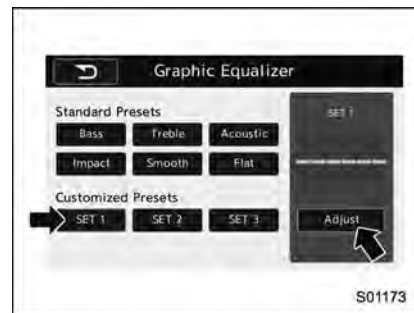 Graphic Equalizer
Standard Presets
SET 1
Bass Treble Acoustic
Impact Smooth Flat
Customized Presets
SET 1 SET 2 SET 3 Adjust
S01173